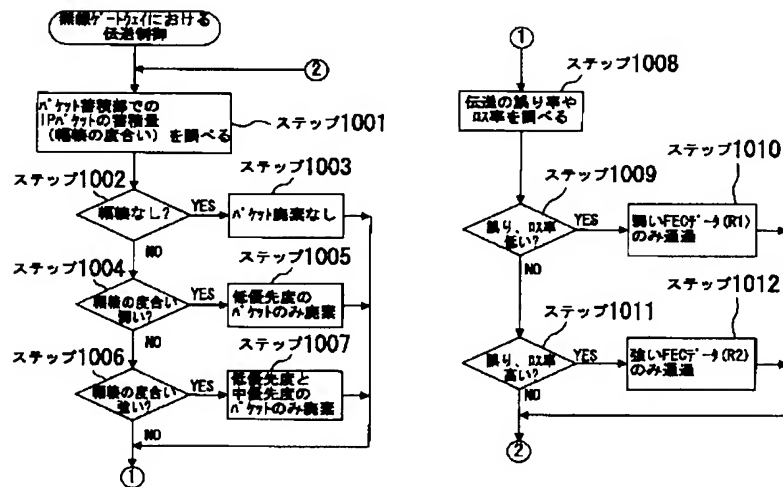 無線ゲートウェイにおける
伝送制御
②
パケット蓄積部での
IPパケットの蓄積量
(輻輳の度合い)を調べる
ステップ1001
ステップ1002
輻輳なし?
YES
NO
ステップ1003
パケット廃棄なし
ステップ1004
輻輳の度合い
弱い?
YES
NO
ステップ1005
低優先度の
パケットのみ廃棄
ステップ1006
輻輳の度合い
強い?
YES
NO
ステップ1007
低優先度と
中優先度の
パケットのみ廃棄
①
①
ステップ1008
伝送の誤り率や
ロス率を調べる
ステップ1009
誤り、ロス率
低い?
YES
NO
ステップ1010
弱いFECデータ(R1)
のみ通過
ステップ1011
誤り、ロス率
高い?
YES
NO
ステップ1012
強いFECデータ(R2)
のみ通過
②